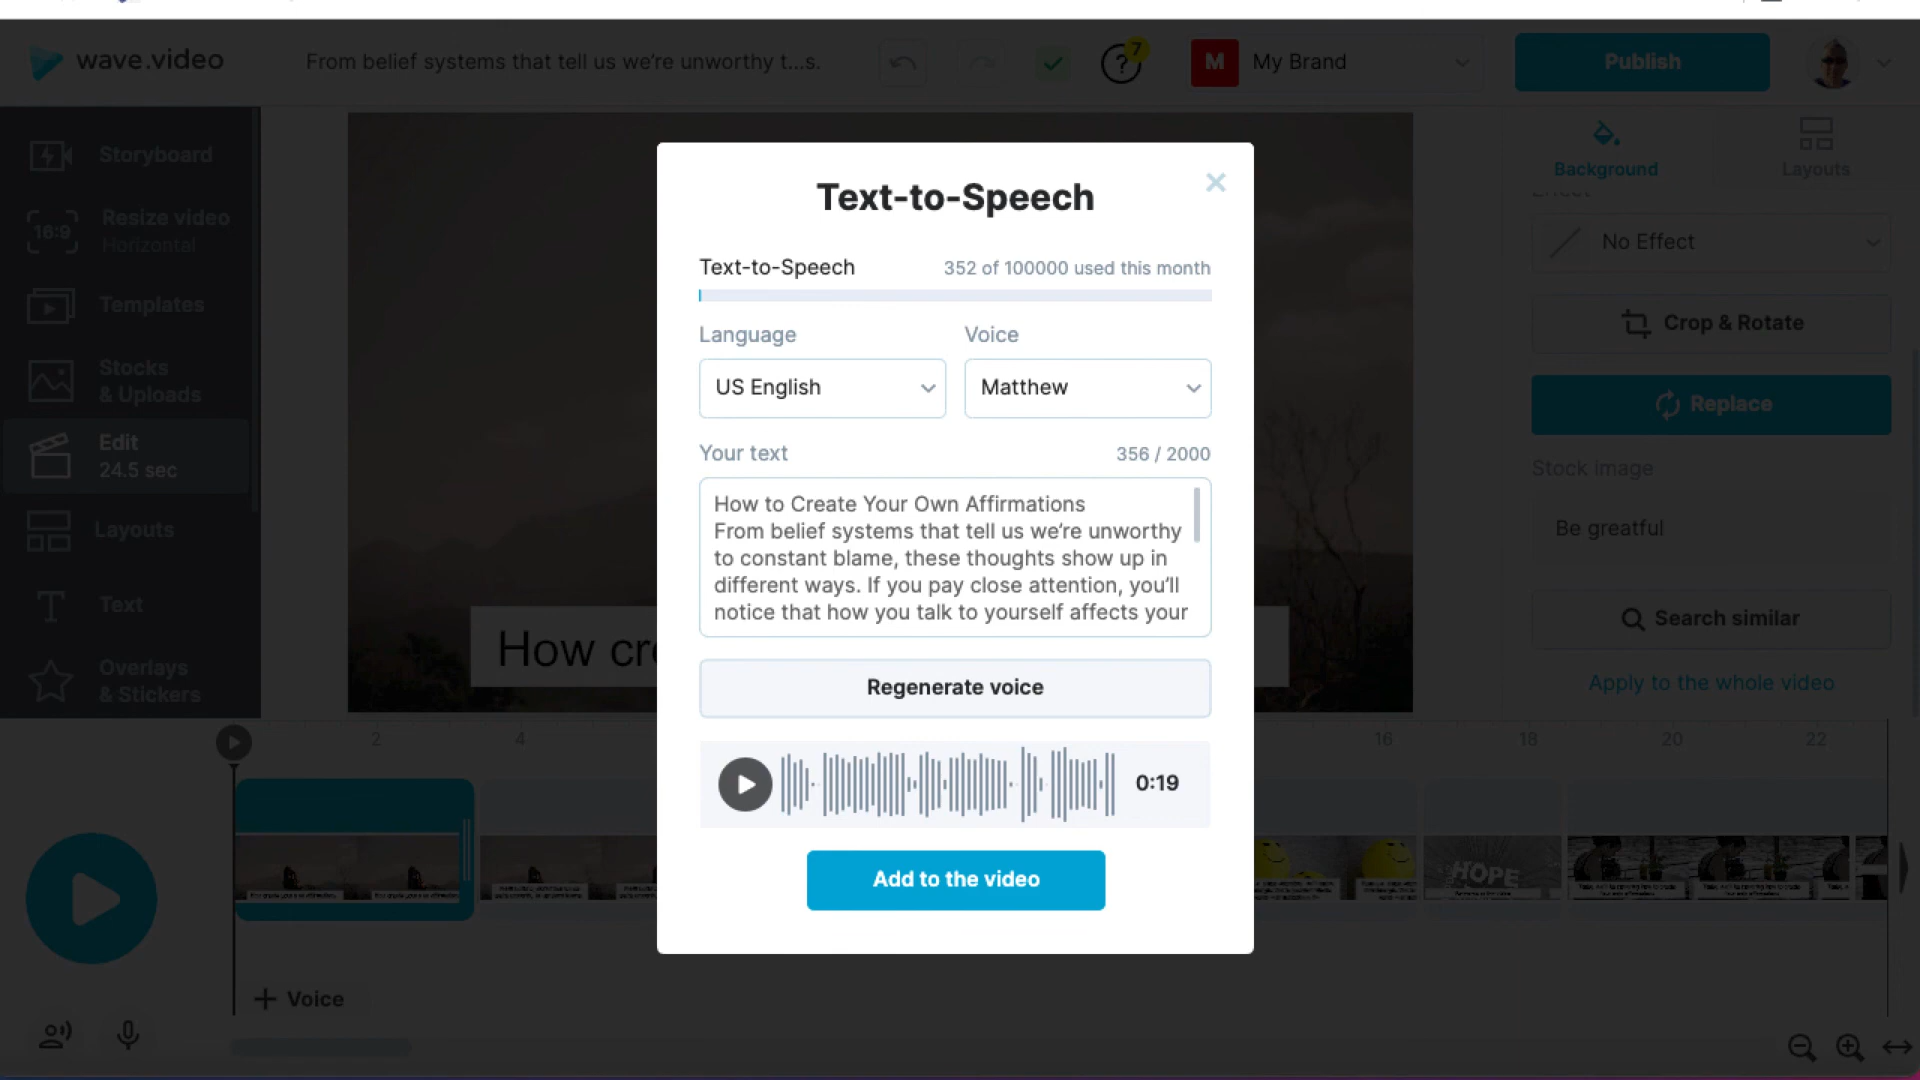 wave.video
From belief systems that tell us we're unworthy t...s.
7
M
My Brand
Publish
Storyboard
16:9
Resize video
Horizontal
Templates
Stocks
& Uploads
Edit
24.5 sec
Layouts
Text
Overlays
& Stickers
How cr
Text-to-Speech
Text-to-Speech
352 of 100000 used this month
Language
Voice
US English
Matthew
Your text
356 / 2000
How to Create Your Own Affirmations
From belief systems that tell us we’re unworthy
to constant blame, these thoughts show up in
different ways. If you pay close attention, you’ll
notice that how you talk to yourself affects your
Regenerate voice
0:19
Add to the video
Background
Layouts
Effect
No Effect
Crop & Rotate
Replace
Stock image
Be greatful
Search similar
Apply to the whole video
2
4
16
18
20
22
HOPE
+ Voice